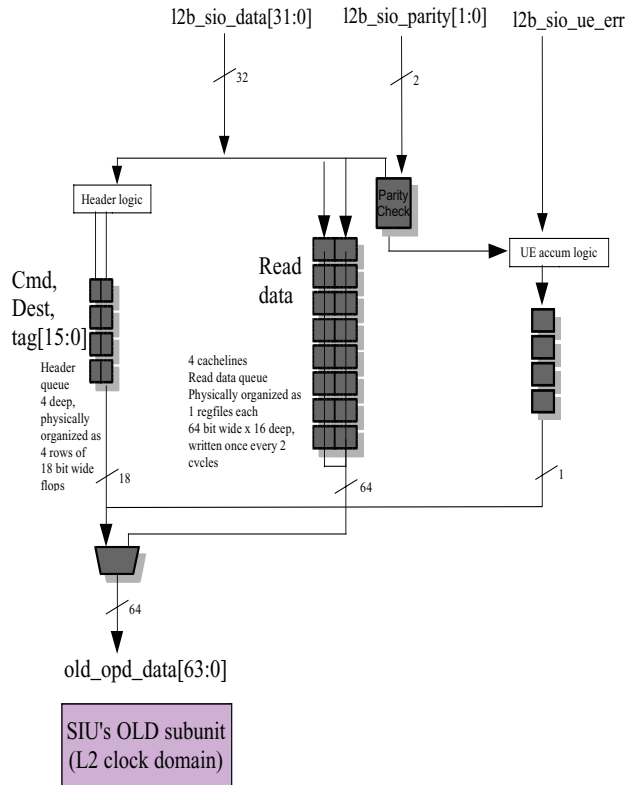 l2b_sio_data[31:0]
l2b_sio_parity[1:0]
l2b_sio_ue_err
32
2
Header logic
Parity
Check
UE accum logic
Cmd,
Dest,
tag[15:0]
Read
data
Header
queue
4 deep,
physically
organized as
4 rows of
18 bit wide
flops
4 cachelines
Read data queue
Physically organized as
1 regfiles each
64 bit wide x 16 deep,
written once every 2
cycles
18
64
1
64
old_opd_data[63:0]
SIU's OLD subunit
(L2 clock domain)